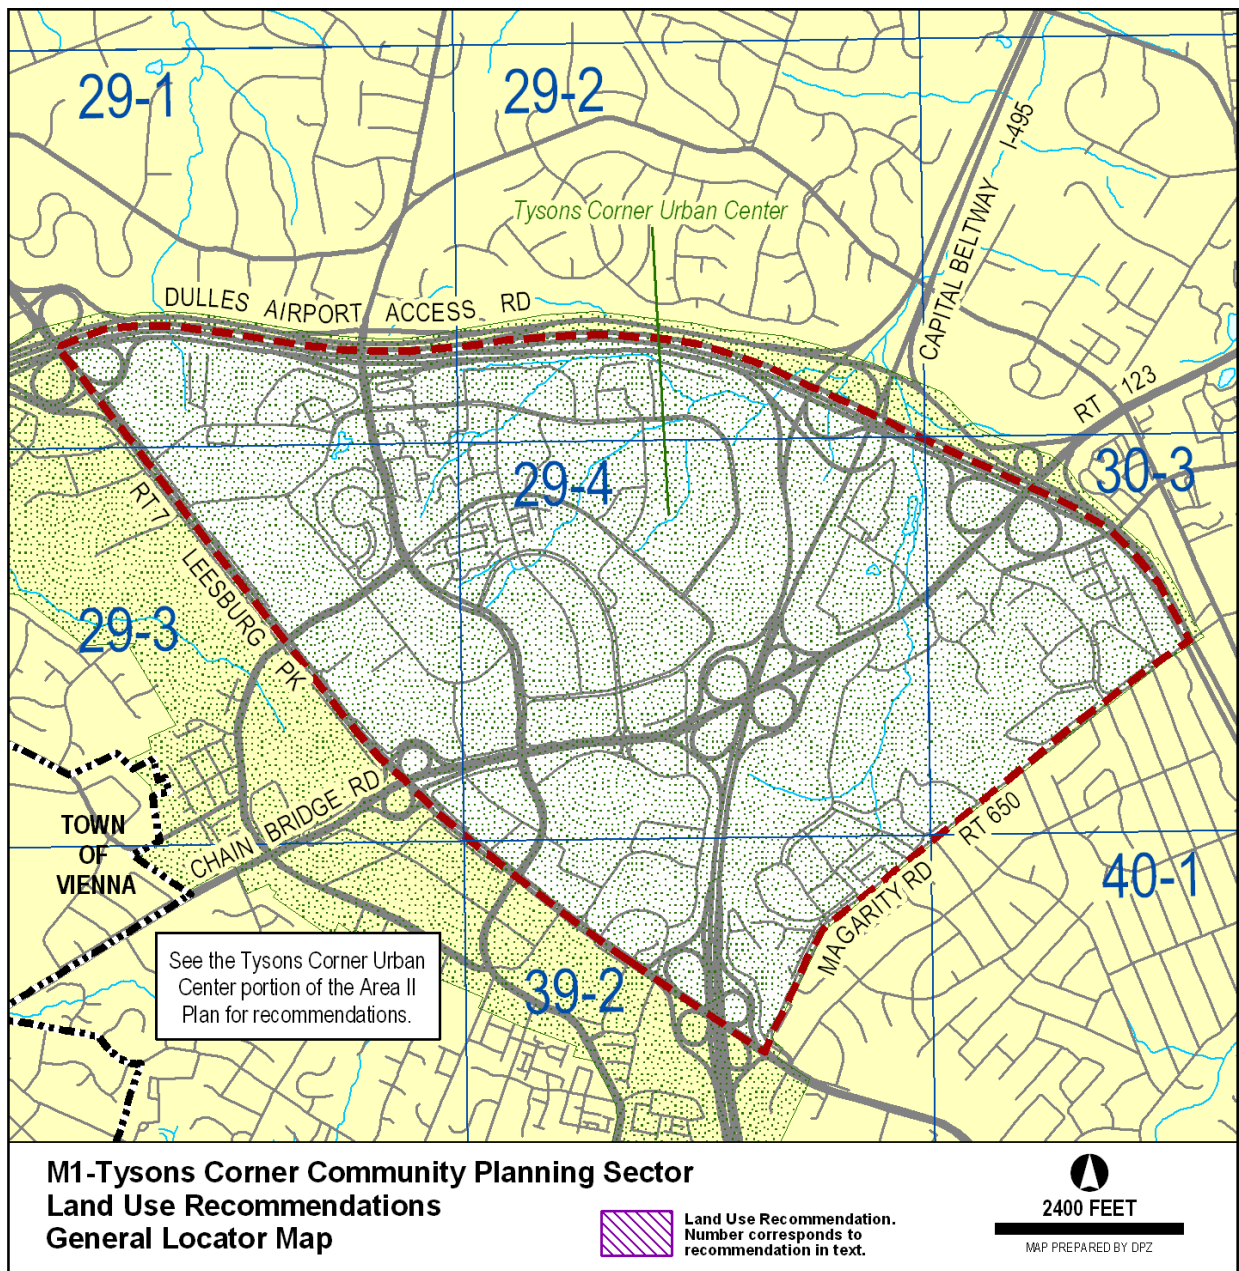 29-1
29-2
I-495
Tysons Corner Urban Center
CAPITAL BELTWAY
DULLES AIRPORT ACCESS RD
RT 123
30-3
29-4
RT 7
LEESBURG PK
29-3
CHAIN BRIDGE RD
TOWN
OF
VIENNA
RT 650
MAGARITY RD
40-1
39-2
See the Tysons Corner Urban
Center portion of the Area II
Plan for recommendations.
M1-Tysons Corner Community Planning Sector
Land Use Recommendations
General Locator Map
Land Use Recommendation.
Number corresponds to
recommendation in text.
2400 FEET
MAP PREPARED BY DPZ